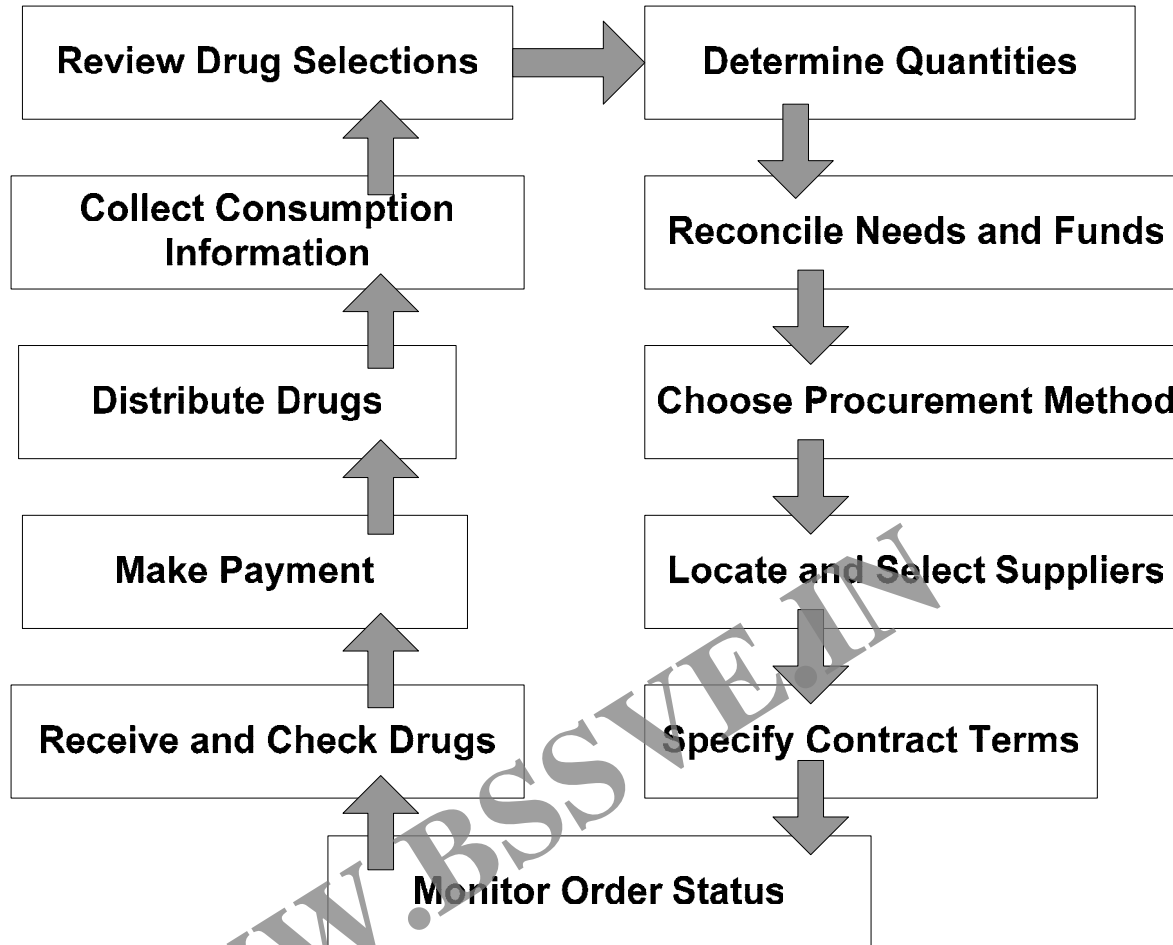 Review Drug Selections
Determine Quantities
Collect Consumption
Information
Reconcile Needs and Funds
Distribute Drugs
Choose Procurement Method
Make Payment
Locate and Select Suppliers
Receive and Check Drugs
Specify Contract Terms
Monitor Order Status
W.BSSVE.IN